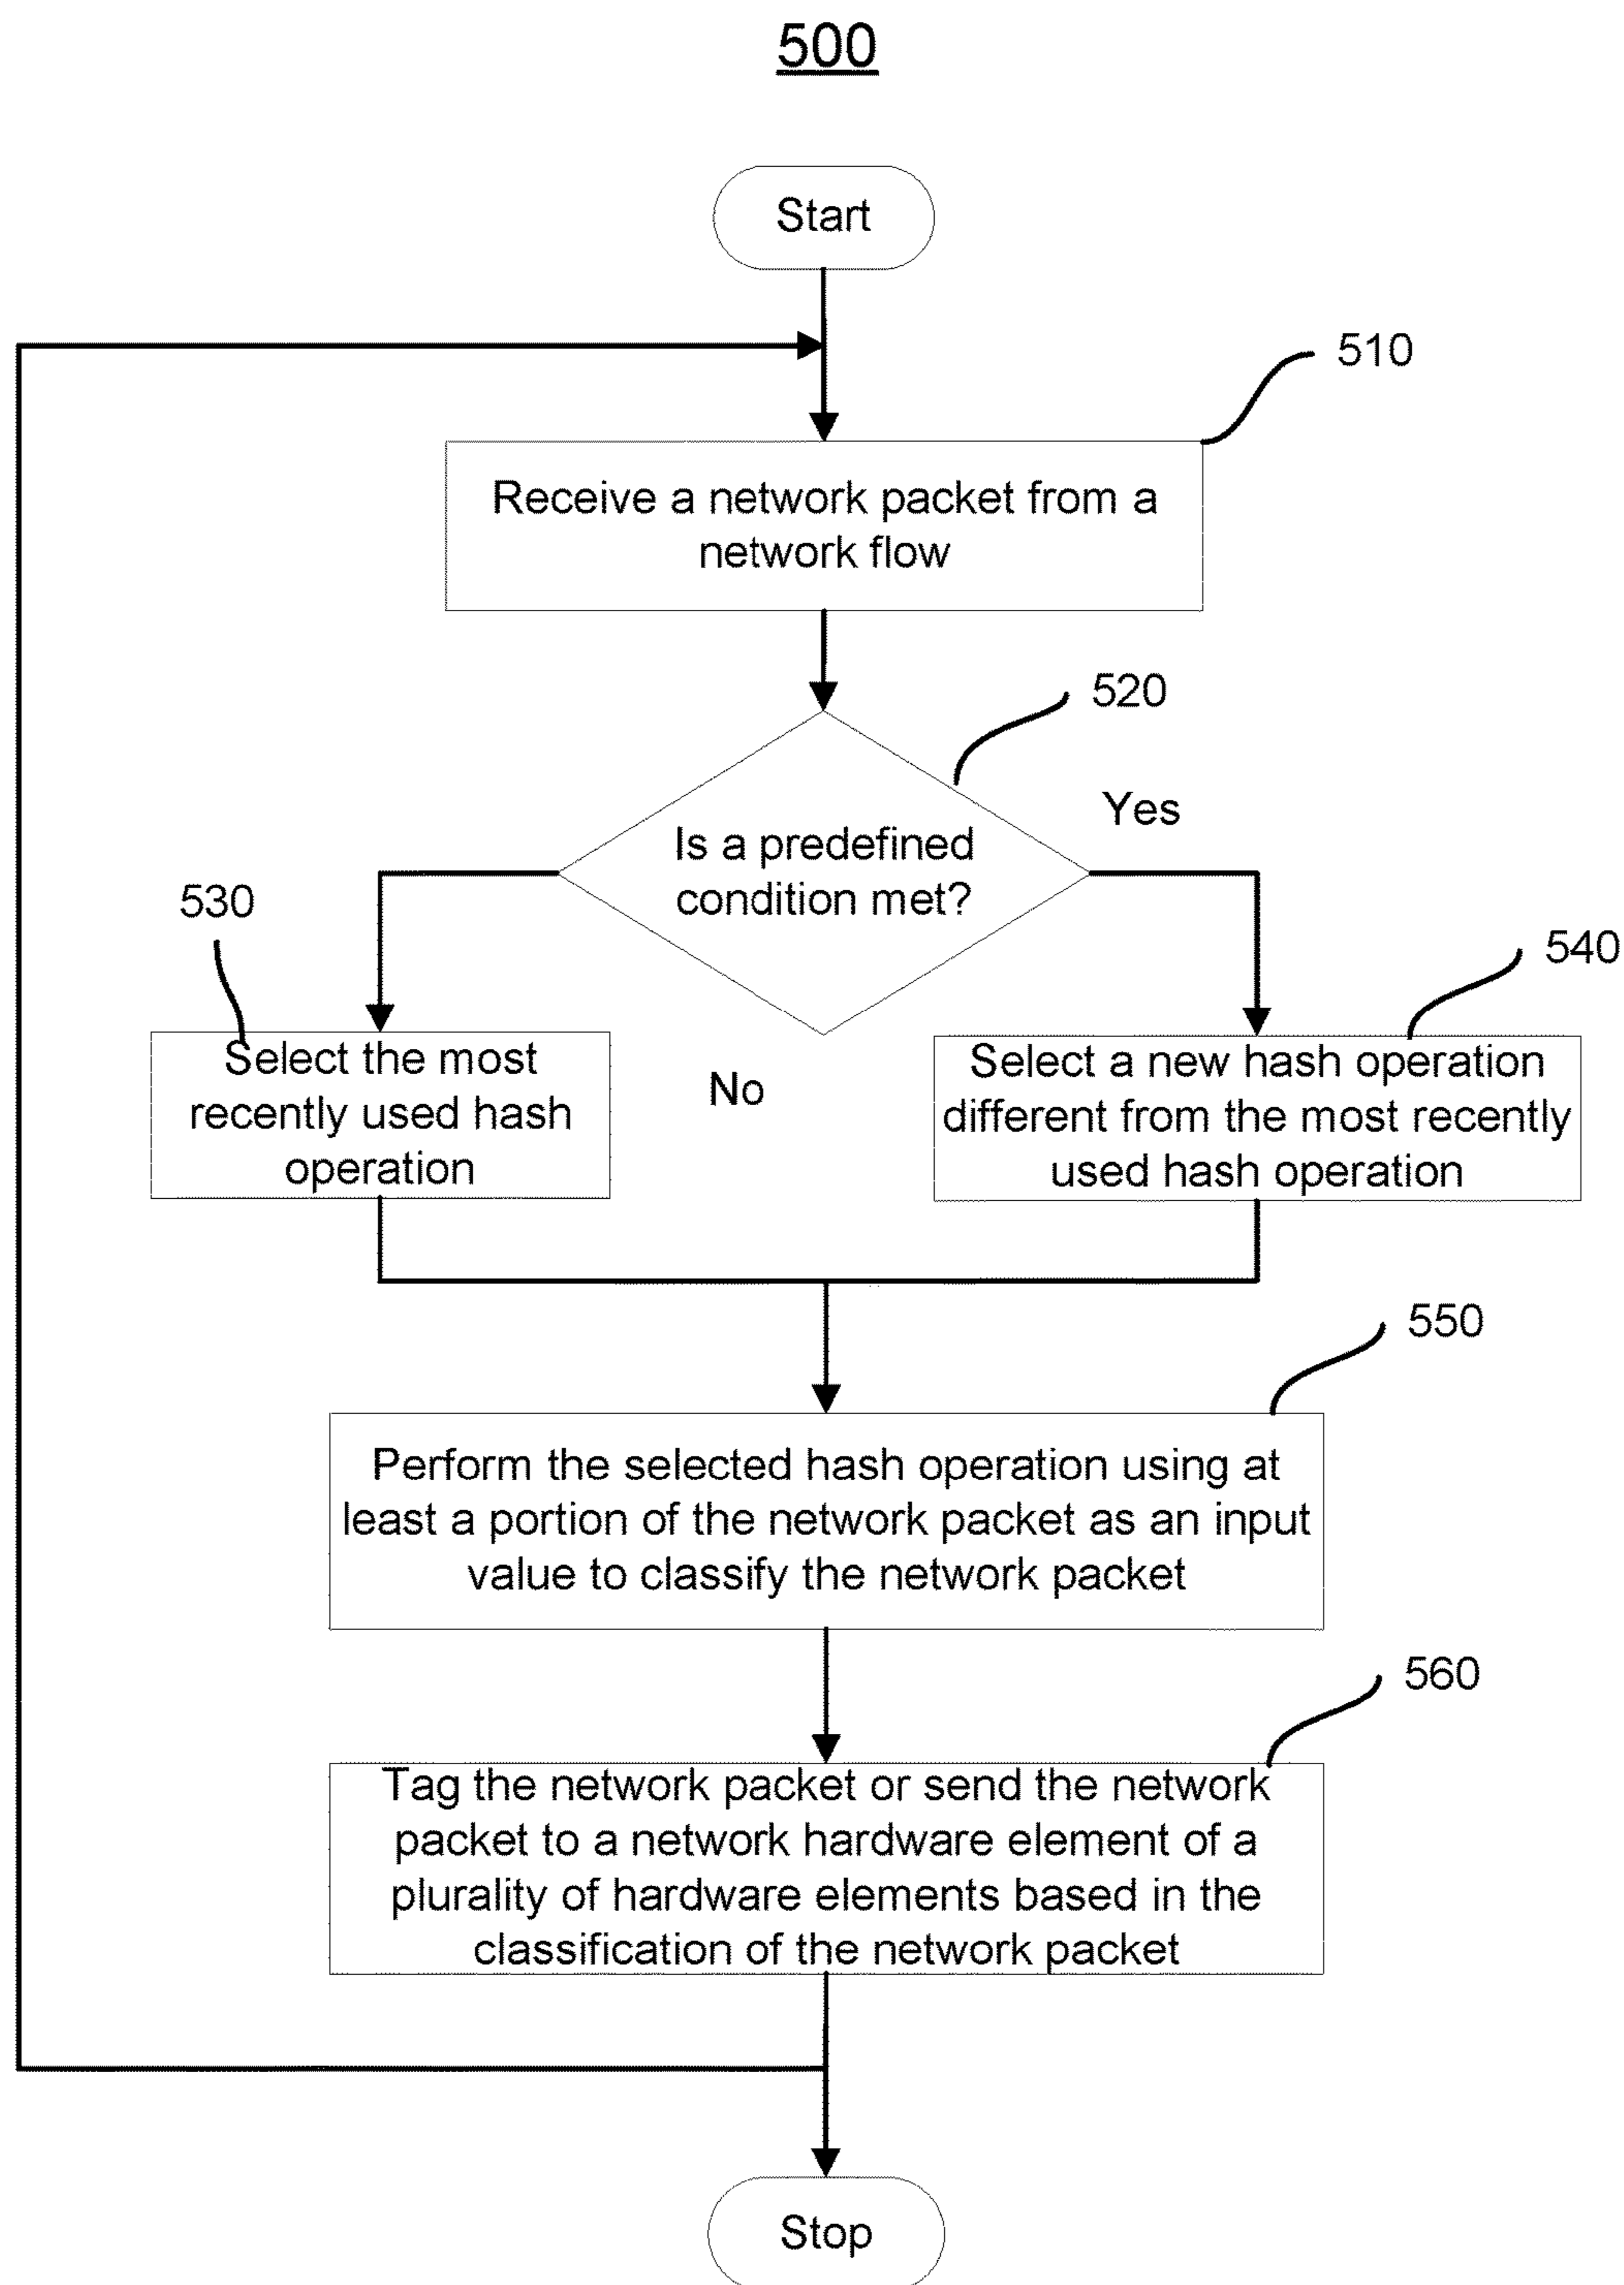 500
Start
510
Receive a network packet from a
network flow
520
Yes
Is a predefined
condition met?
530
540
Select the most
recently used hash
operation
No
Select a new hash operation
different from the most recently
used hash operation
550
Perform the selected hash operation using at
least a portion of the network packet as an input
value to classify the network packet
560
Tag the network packet or send the network
packet to a network hardware element of a
plurality of hardware elements based in the
classification of the network packet
Stop